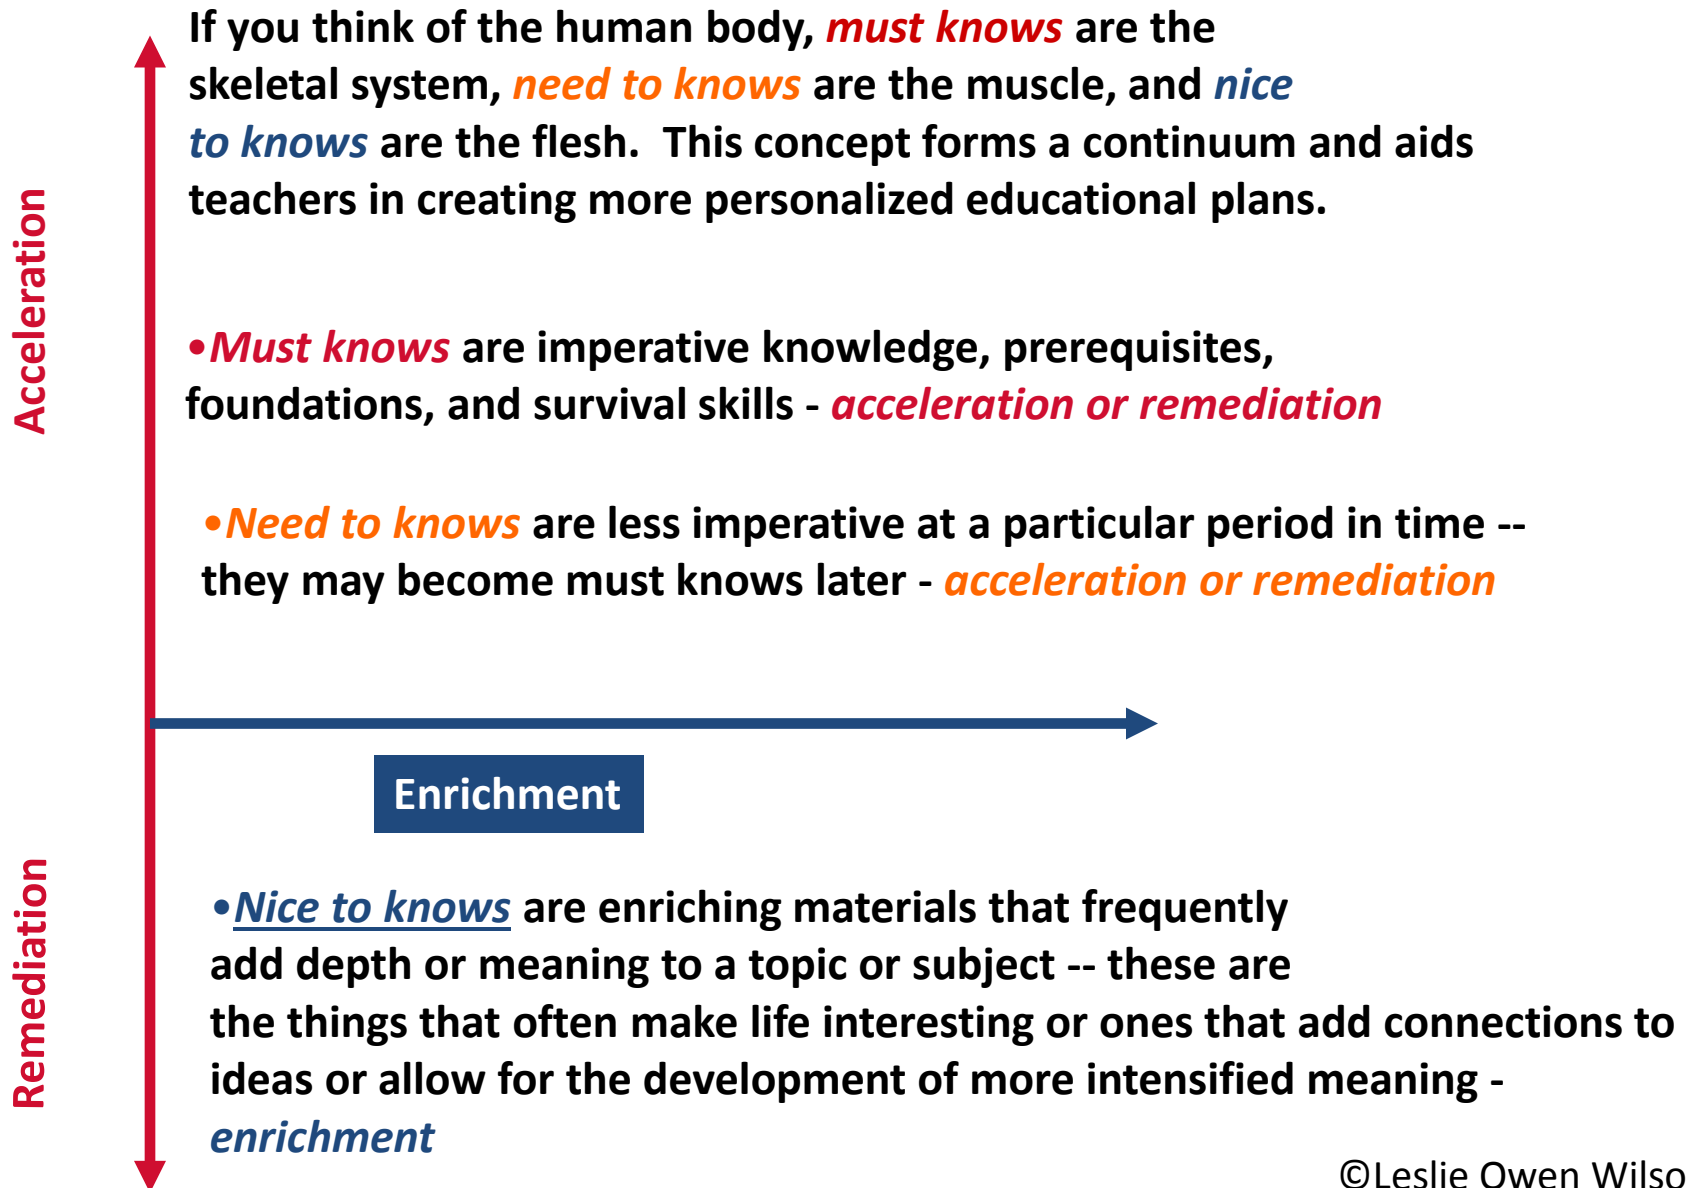 If you think of the human body, must knows are the
skeletal system, need to knows are the muscle, and nice
to knows are the flesh.  This concept forms a continuum and aids
teachers in creating more personalized educational plans.
Acceleration
•Must knows are imperative knowledge, prerequisites,
foundations, and survival skills - acceleration or remediation
•Need to knows are less imperative at a particular period in time --
they may become must knows later - acceleration or remediation
Enrichment
Remediation
•Nice to knows are enriching materials that frequently
add depth or meaning to a topic or subject -- these are
the things that often make life interesting or ones that add connections to
ideas or allow for the development of more intensified meaning -
enrichment
©Leslie Owen Wilso